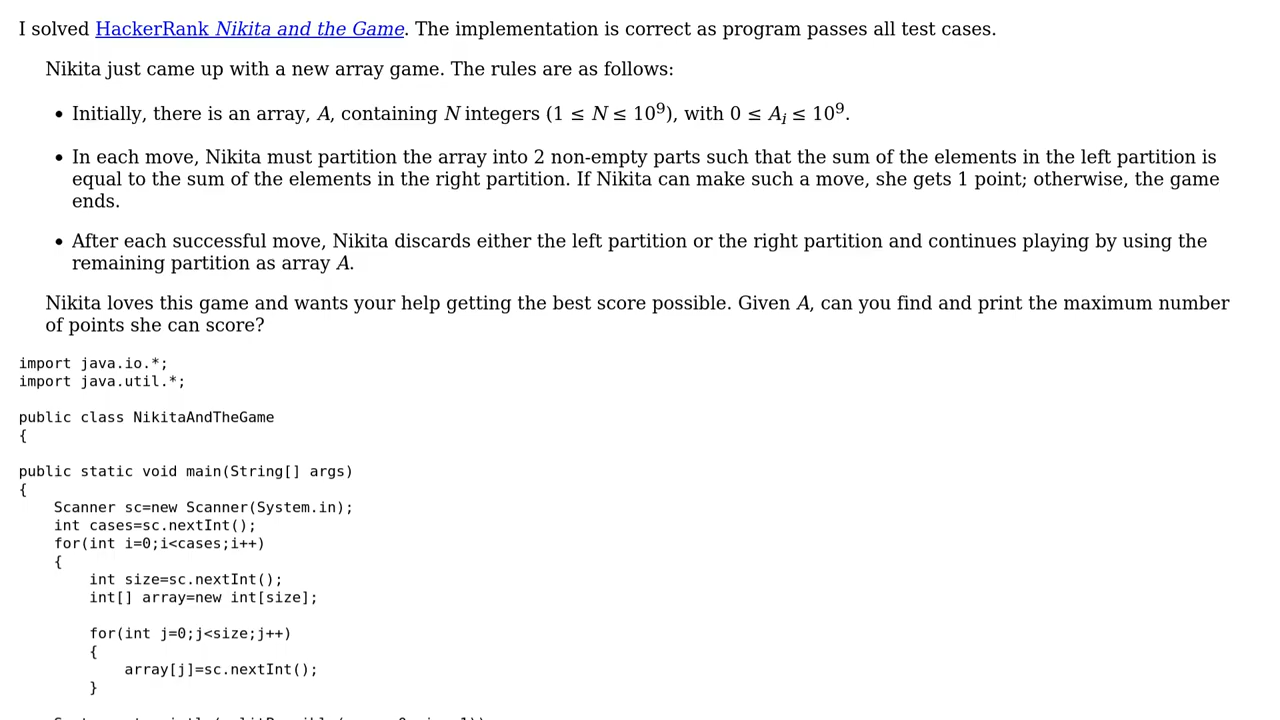 I solved HackerRank Nikita and the Game. The implementation is correct as program passes all test cases.
Nikita just came up with a new array game. The rules are as follows:
• Initially, there is an array, A, containing N integers (1 ≤ N ≤ 10⁹), with 0 ≤ Aᵢ ≤ 10⁹.
• In each move, Nikita must partition the array into 2 non-empty parts such that the sum of the elements in the left partition is
equal to the sum of the elements in the right partition. If Nikita can make such a move, she gets 1 point; otherwise, the game
ends.
• After each successful move, Nikita discards either the left partition or the right partition and continues playing by using the
remaining partition as array A.
Nikita loves this game and wants your help getting the best score possible. Given A, can you find and print the maximum number
of points she can score?
import java.io.*;
import java.util.*;
public class NikitaAndTheGame
{
public static void main(String[] args)
{
    Scanner sc=new Scanner(System.in);
    int cases=sc.nextInt();
    for(int i=0;i<cases;i++)
    {
        int size=sc.nextInt();
        int[] array=new int[size];
        for(int j=0;j<size;j++)
        {
            array[j]=sc.nextInt();
        }